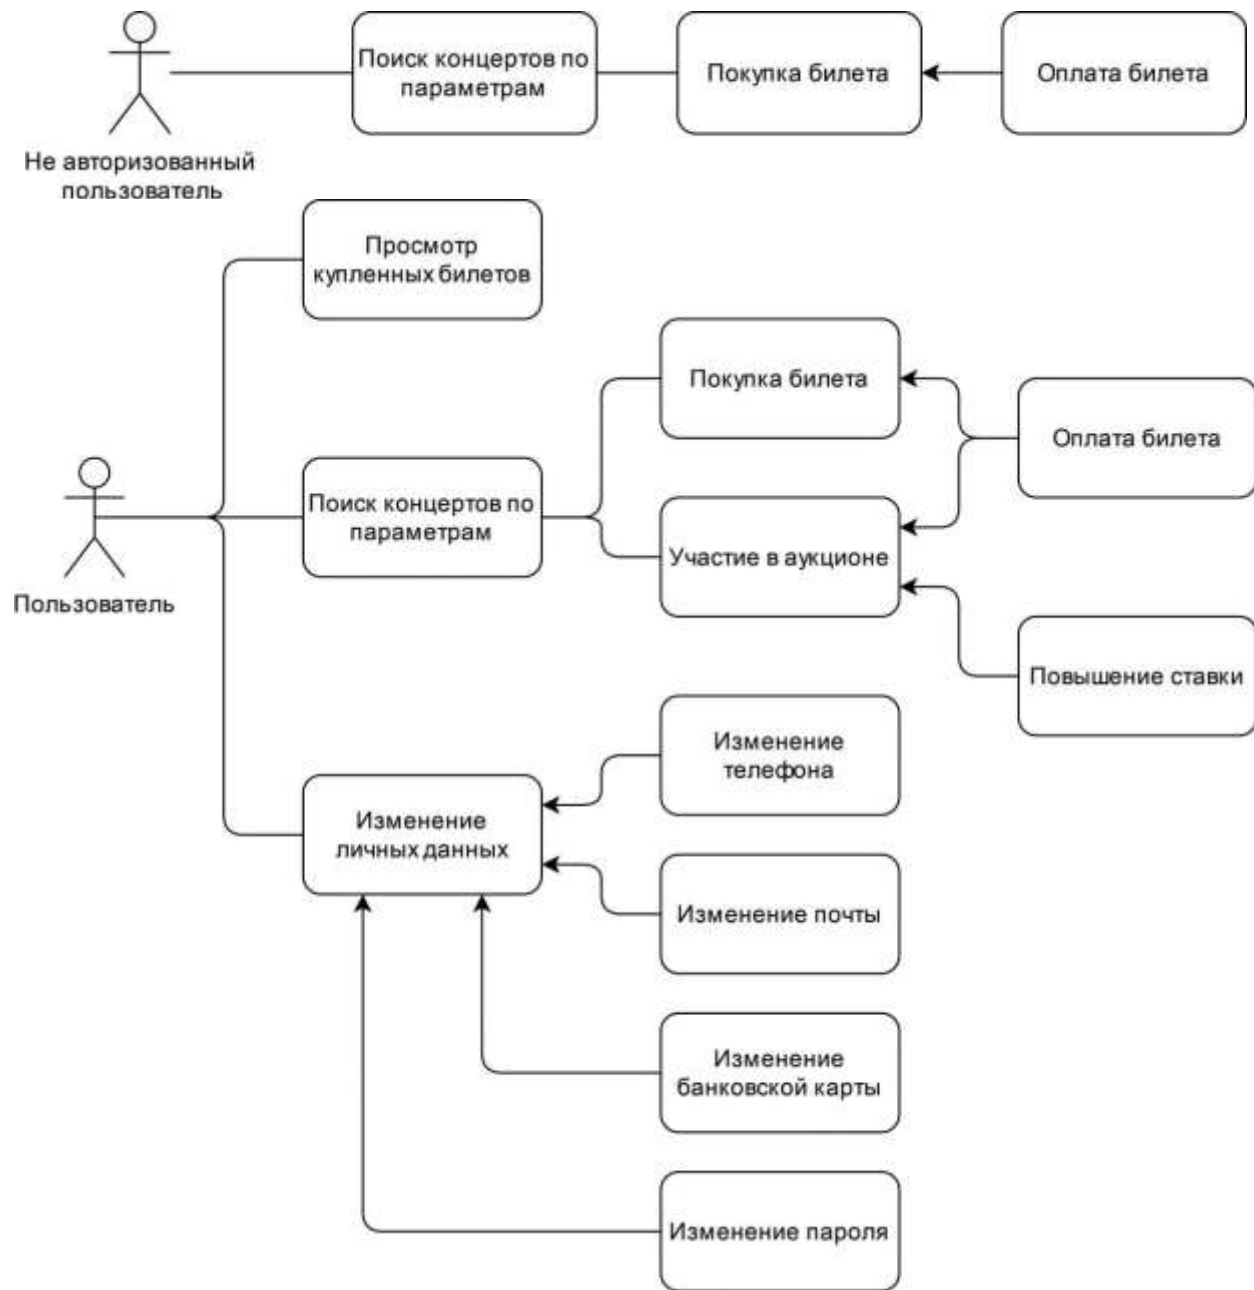 Поиск концертов по
параметрам
Покупка билета
Оплата билета
Не авторизованный
пользователь
Просмотр
купленных билетов
Покупка билета
Оплата билета
Поиск концертов по
параметрам
Участие в аукционе
Пользователь
Повышение ставки
Изменение
телефона
Изменение
личных данных
Изменение почты
Изменение
банковской карты
Изменение пароля